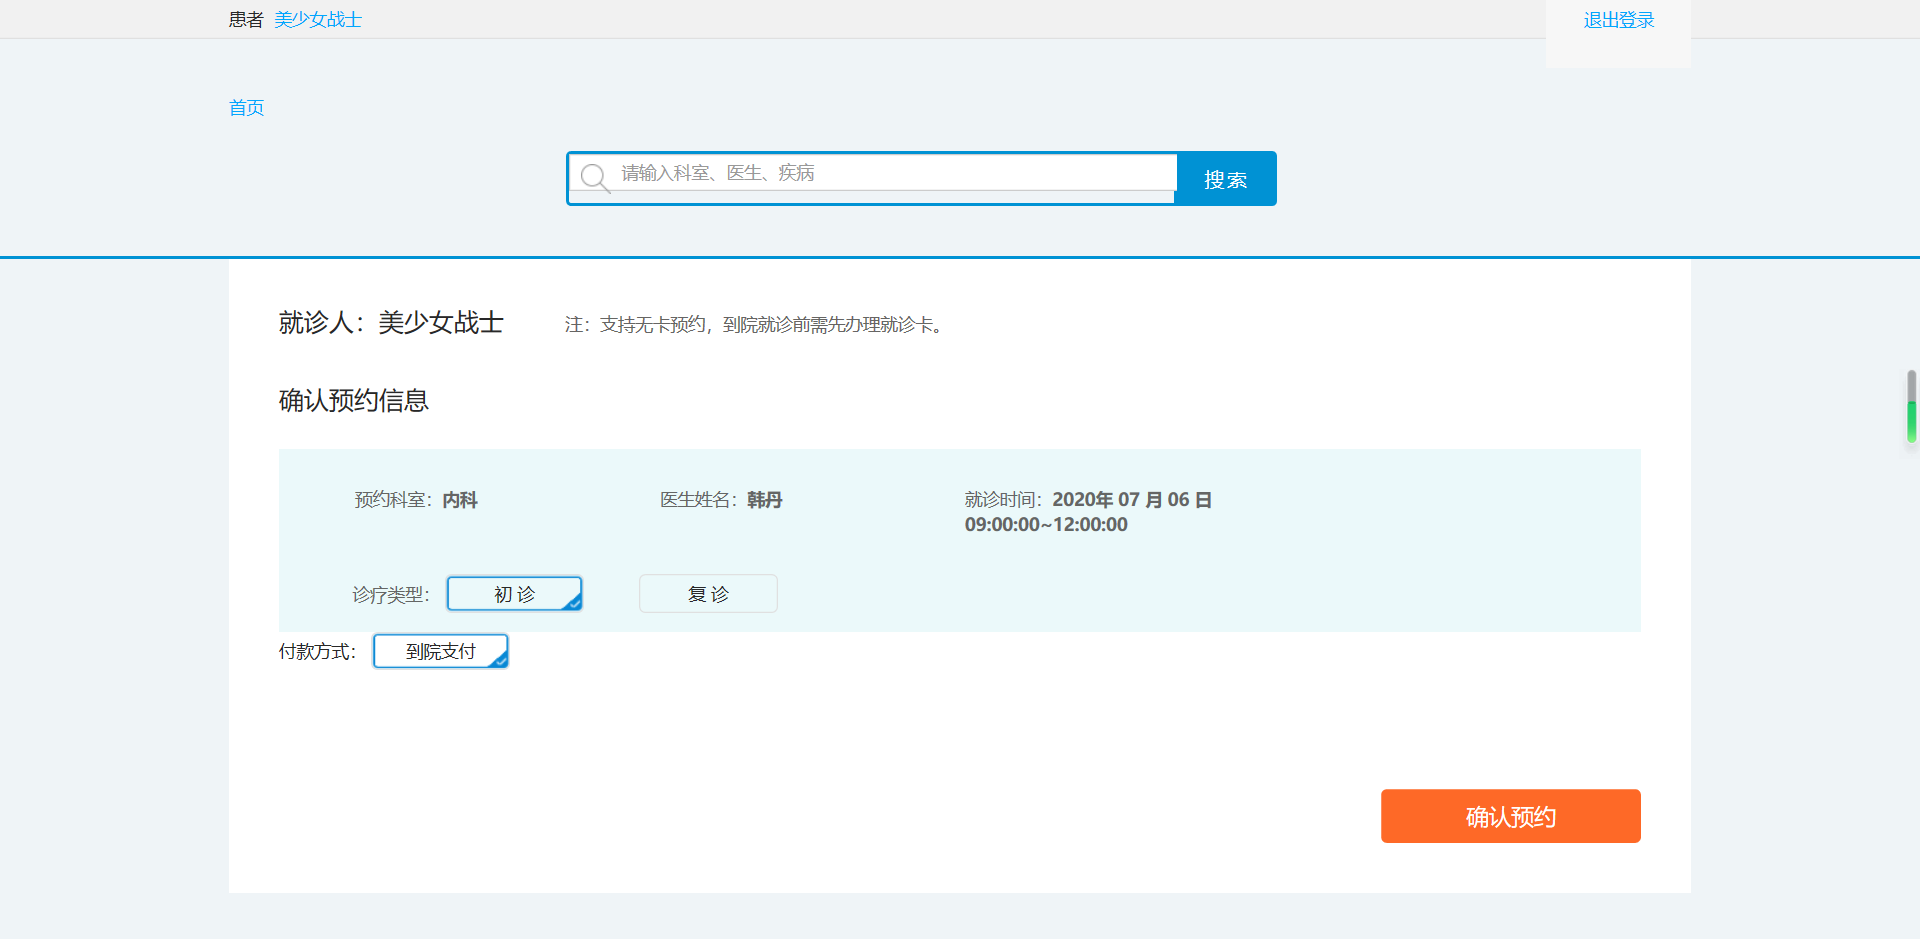 患者 美少女战士 退出登录
首页
请输入科室、医生、疾病 搜索
就诊人：美少女战士 注：支持无卡预约，到院就诊前需先办理就诊卡。
确认预约信息
预约科室：内科 医生姓名：韩丹 就诊时间：2020年 07 月 06 日
09:00:00~12:00:00
诊疗类型： 初 诊 复 诊
付款方式： 到院支付
确认预约